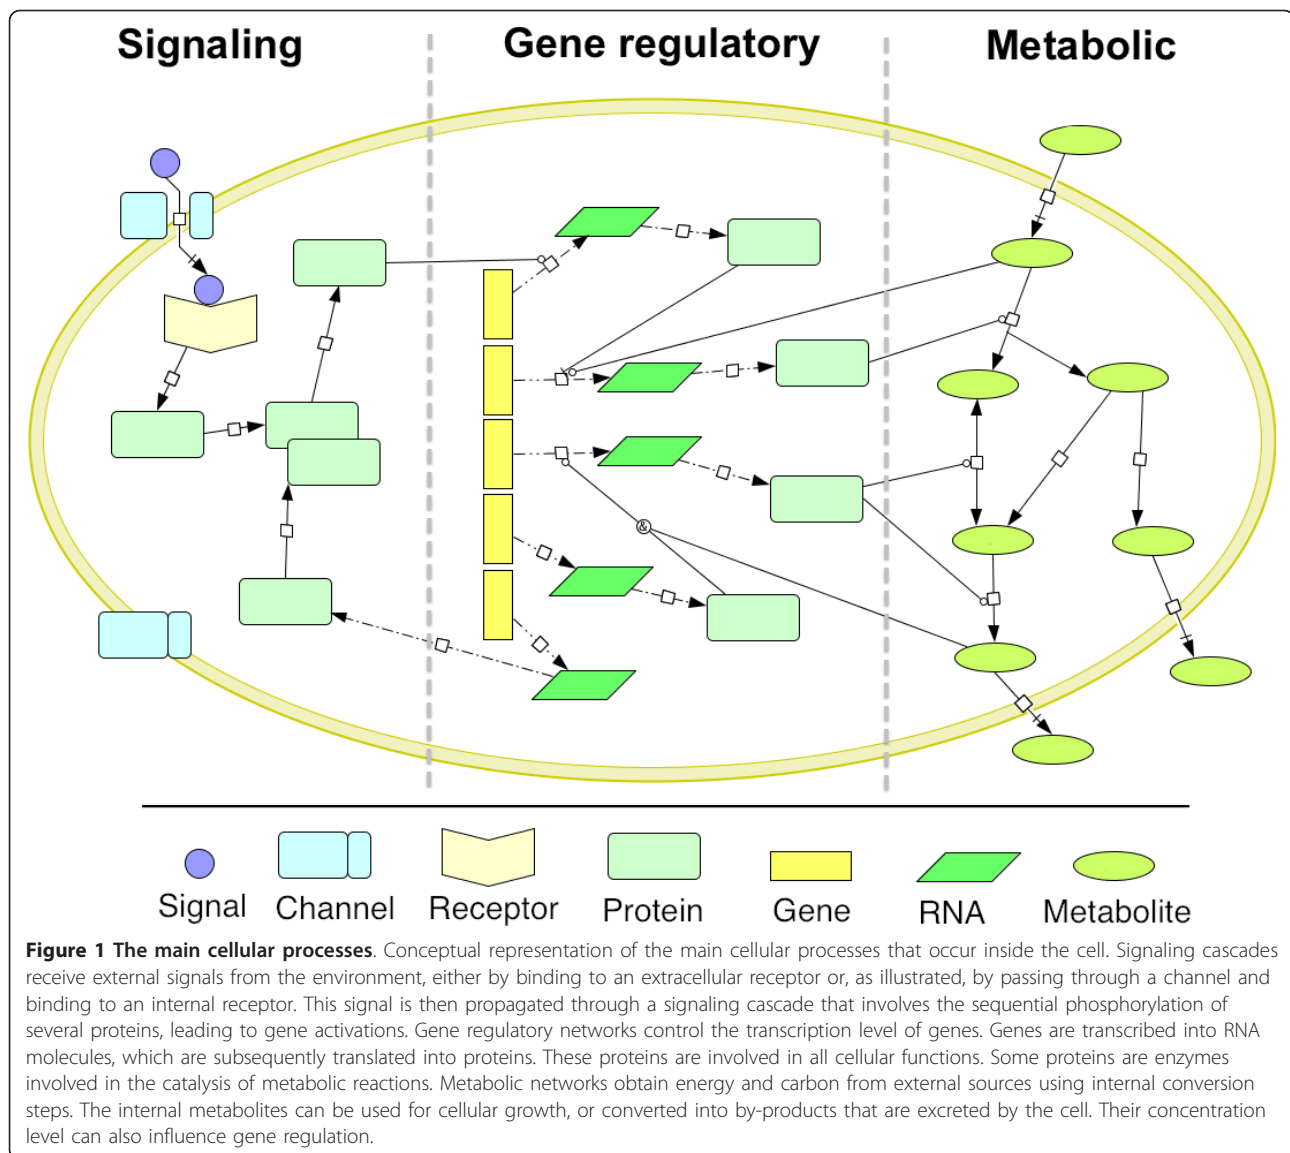 Signaling Gene regulatory Metabolic
&
Signal Channel Receptor Protein Gene RNA Metabolite
Figure 1 The main cellular processes. Conceptual representation of the main cellular processes that occur inside the cell. Signaling cascades
receive external signals from the environment, either by binding to an extracellular receptor or, as illustrated, by passing through a channel and
binding to an internal receptor. This signal is then propagated through a signaling cascade that involves the sequential phosphorylation of
several proteins, leading to gene activations. Gene regulatory networks control the transcription level of genes. Genes are transcribed into RNA
molecules, which are subsequently translated into proteins. These proteins are involved in all cellular functions. Some proteins are enzymes
involved in the catalysis of metabolic reactions. Metabolic networks obtain energy and carbon from external sources using internal conversion
steps. The internal metabolites can be used for cellular growth, or converted into by-products that are excreted by the cell. Their concentration
level can also influence gene regulation.